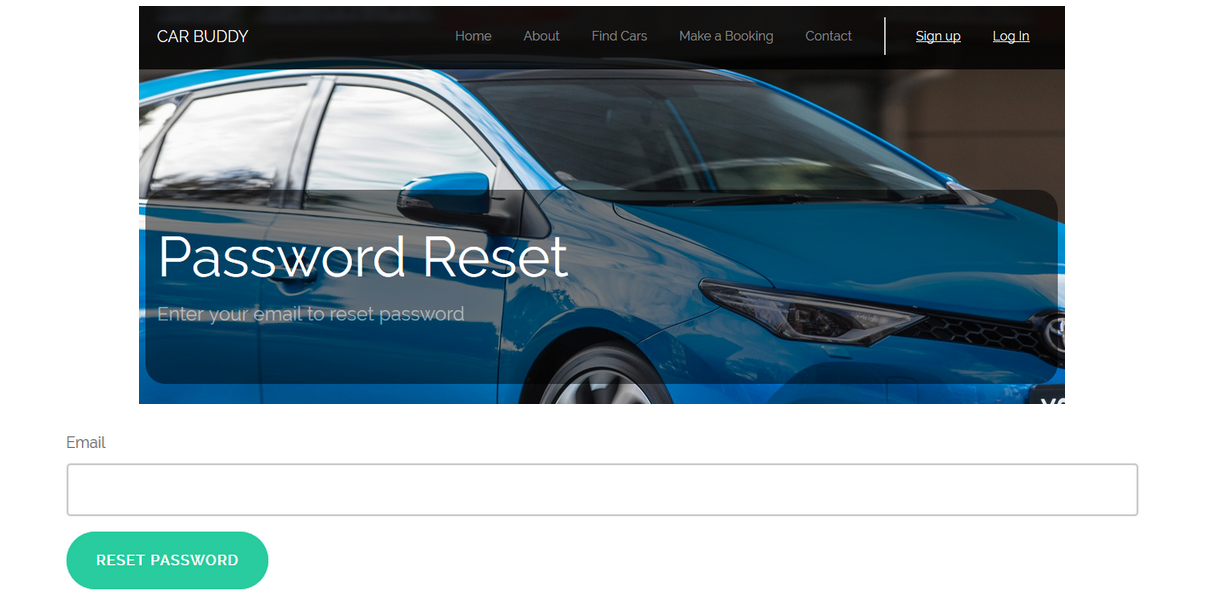 CAR BUDDY Home About Find Cars Make a Booking Contact Sign up Log In
Password Reset
Enter your email to reset password
Email
RESET PASSWORD